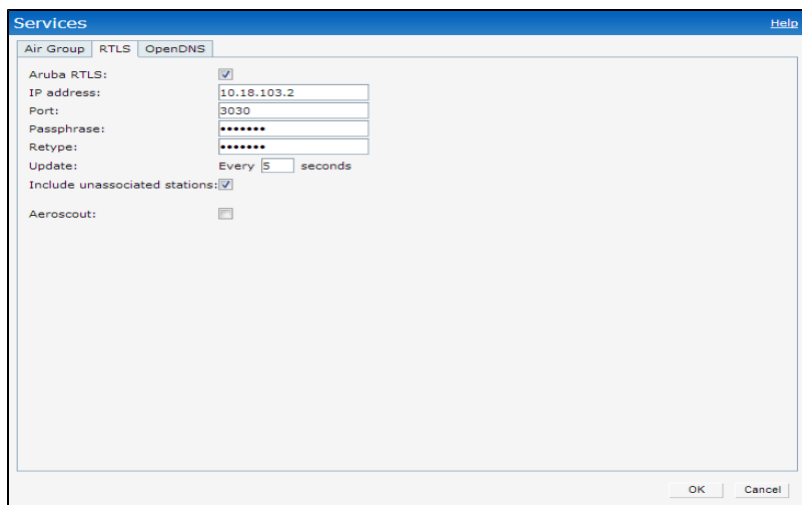 Services
Help
Air Group RTLS OpenDNS
Aruba RTLS:
IP address: 10.18.103.2
Port: 3030
Passphrase: •••••••
Retype: •••••••
Update: Every 5 seconds
Include unassociated stations:
Aeroscout:
OK Cancel